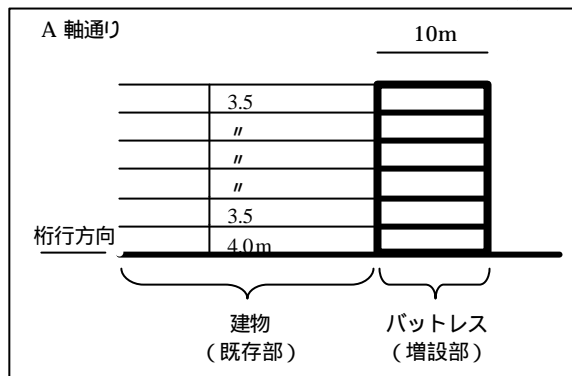 A 軸通り
10m
3.5
〃
〃
〃
3.5
4.0m
桁行方向
建物
（既存部）
バットレス
（増設部）